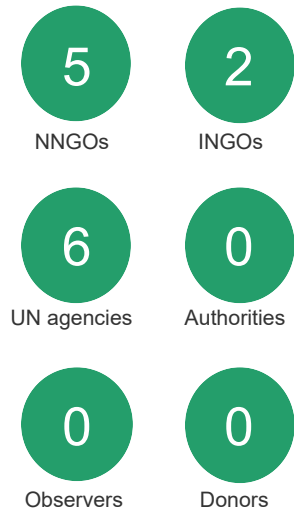 5 2
NNGOs INGOs
6 0
UN agencies Authorities
0 0
Observers Donors